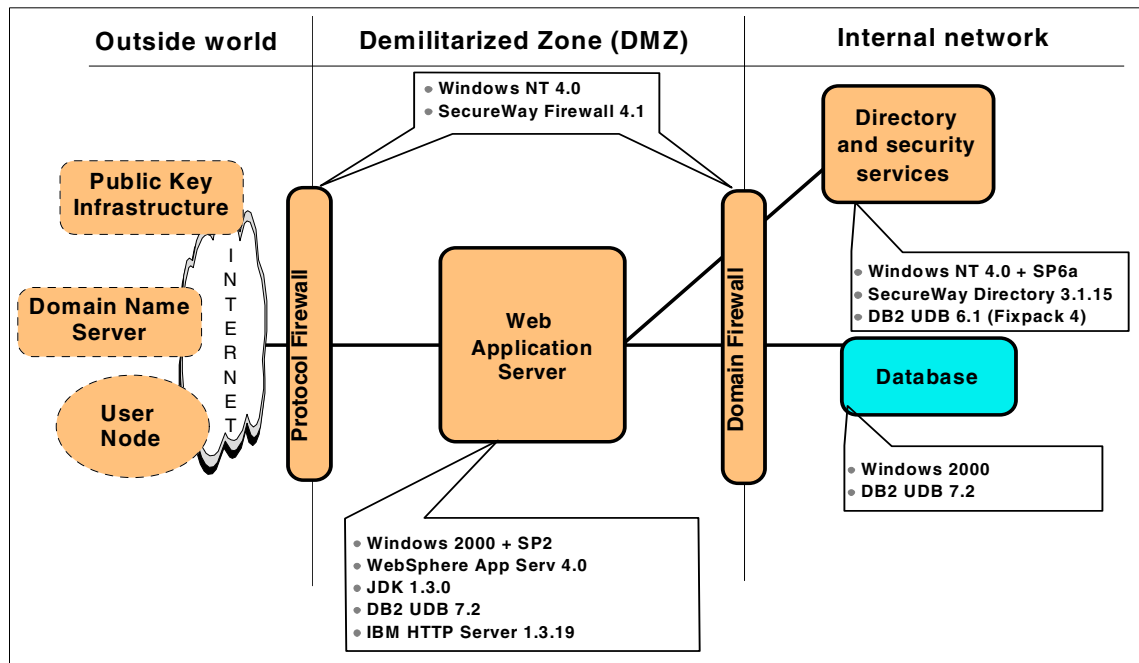 Outside world
Demilitarized Zone (DMZ)
Internal network
Windows NT 4.0
SecureWay Firewall 4.1
Directory
and security
services
Public Key
Infrastructure
Domain Name
Server
User
Node
INTERNET
Protocol Firewall
Web
Application
Server
Domain Firewall
Windows NT 4.0 + SP6a
SecureWay Directory 3.1.15
DB2 UDB 6.1 (Fixpack 4)
Database
Windows 2000
DB2 UDB 7.2
Windows 2000 + SP2
WebSphere App Serv 4.0
JDK 1.3.0
DB2 UDB 7.2
IBM HTTP Server 1.3.19